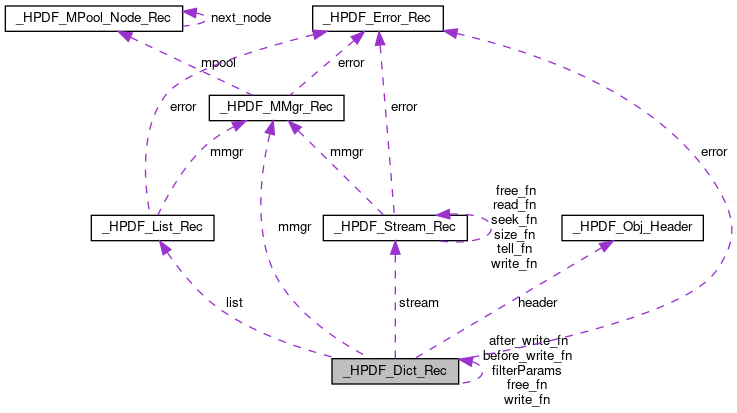 _HPDF_MPool_Node_Rec
next_node
_HPDF_Error_Rec
mpool
error
_HPDF_MMgr_Rec
error
error
mmgr
mmgr
error
_HPDF_List_Rec
mmgr
_HPDF_Stream_Rec
free_fn
read_fn
seek_fn
size_fn
tell_fn
write_fn
_HPDF_Obj_Header
list
stream
header
_HPDF_Dict_Rec
after_write_fn
before_write_fn
filterParams
free_fn
write_fn